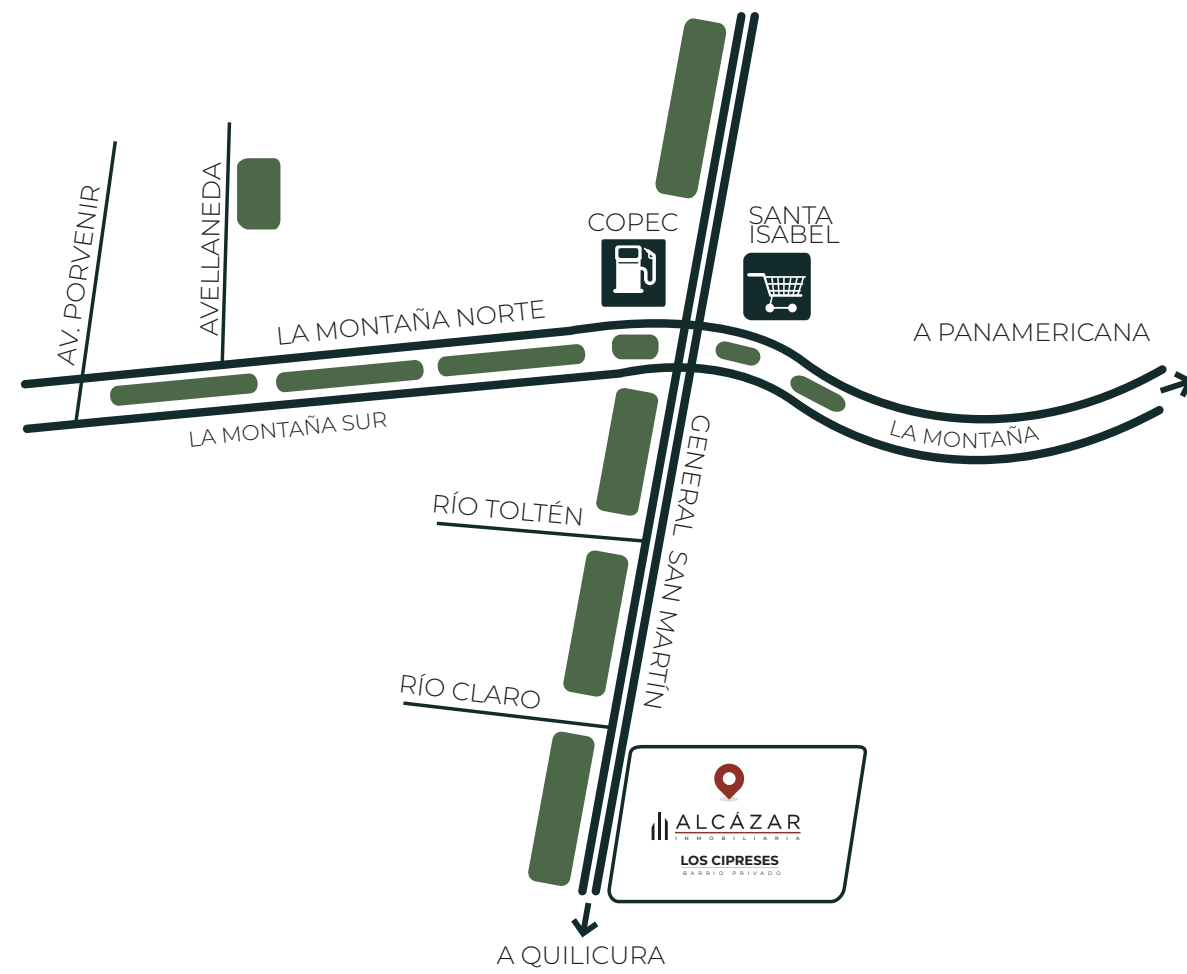 COPEC
SANTA
ISABEL
AV. PORVENIR
AVELLANEDA
LA MONTAÑA NORTE
A PANAMERICANA
LA MONTAÑA SUR
LA MONTAÑA
GENERAL SAN MARTÍN
RÍO TOLTÉN
RÍO CLARO
ALCÁZAR
INMOBILIARIA
LOS CIPRESES
BARRIO PRIVADO
A QUILICURA